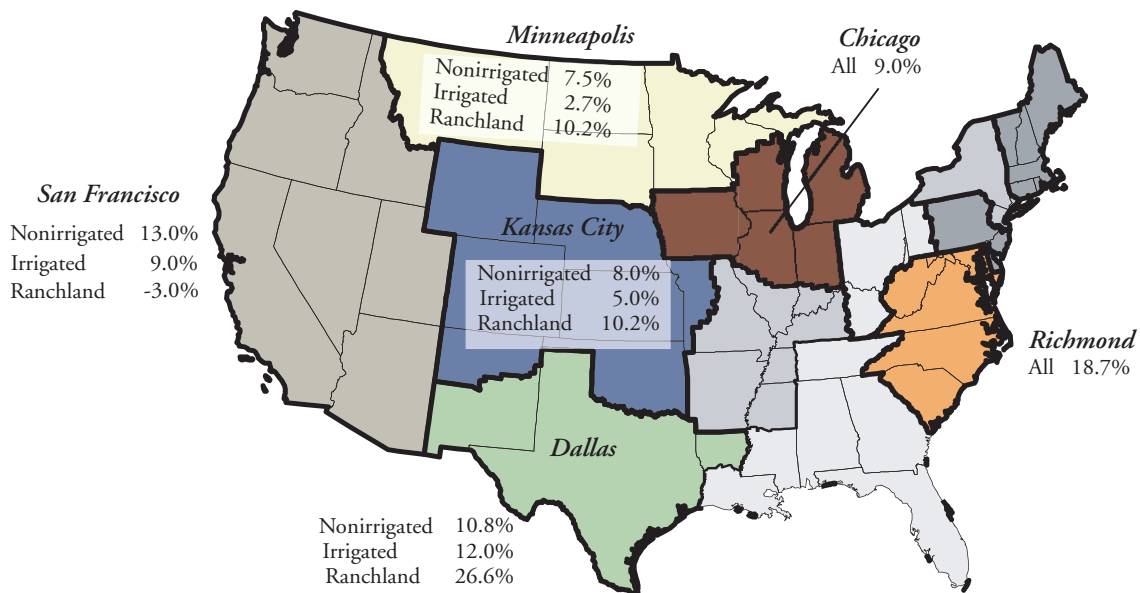 Minneapolis
Nonirrigated 7.5%
Irrigated 2.7%
Ranchland 10.2%
Chicago
All 9.0%
San Francisco
Nonirrigated 13.0%
Irrigated 9.0%
Ranchland -3.0%
Kansas City
Nonirrigated 8.0%
Irrigated 5.0%
Ranchland 10.2%
Richmond
All 18.7%
Dallas
Nonirrigated 10.8%
Irrigated 12.0%
Ranchland 26.6%